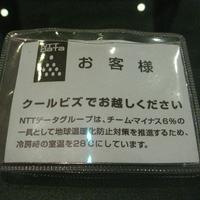 NTT DATA
お客様
クールビズでお越しください
NTTデータグループは、チーム・マイナス6%の
一員として地球温暖化防止対策を推進するため、
冷房時の室温を28℃にしています。